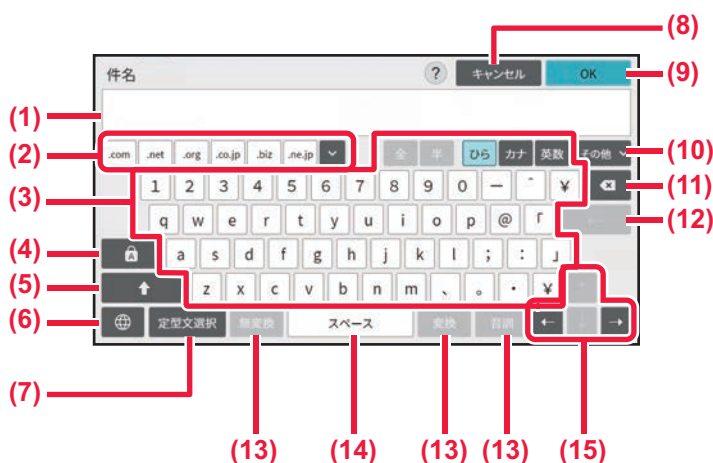 (8)
件名 ? キャンセル OK (9)
(1)
(2) .com .net .org .co.jp .biz .ne.jp 全 半 ひら カナ 英数 その他 (10)
(3) 1 2 3 4 5 6 7 8 9 0 ー ^ ¥ (11)
q w e r t y u i o p @ 「 ← (12)
(4) A a s d f g h j k l ; : 」
(5) ↑ z x c v b n m 、 。 ・ ¥ ↑
(6) 定型文選択 無変換 スペース 変換 音訓 ← ↓ →
(7)
(13) (14) (13) (13) (15)